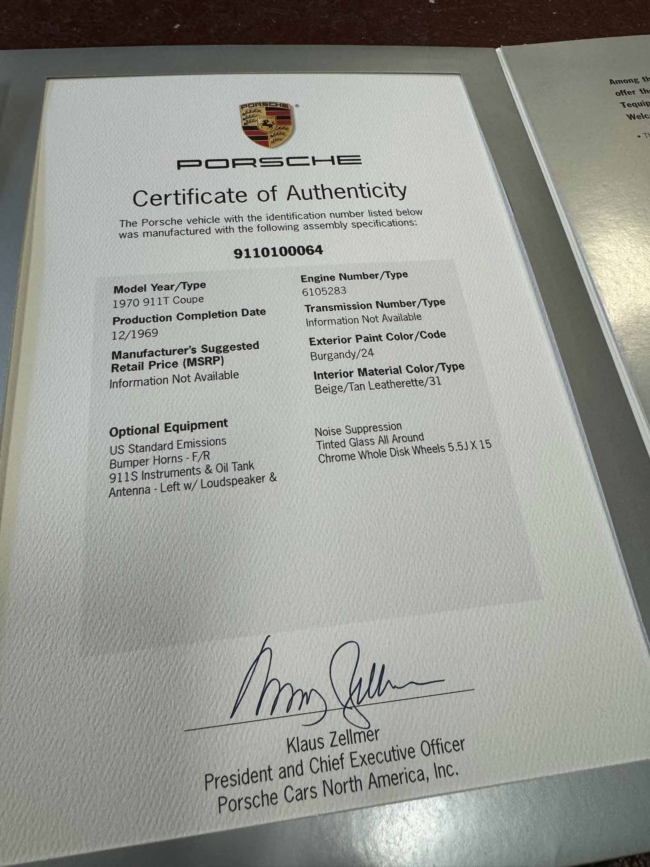 PORSCHE
PORSCHE
Certificate of Authenticity
The Porsche vehicle with the identification number listed below
was manufactured with the following assembly specifications:
9110100064
Model Year/Type
1970 911T Coupe
Production Completion Date
12/1969
Manufacturer's Suggested
Retail Price (MSRP)
Information Not Available
Engine Number/Type
6105283
Transmission Number/Type
Information Not Available
Exterior Paint Color/Code
Burgandy/24
Interior Material Color/Type
Beige/Tan Leatherette/31
Optional Equipment
US Standard Emissions
Bumper Horns - F/R
911S Instruments & Oil Tank
Antenna - Left w/ Loudspeaker &
Noise Suppression
Tinted Glass All Around
Chrome Whole Disk Wheels 5.5J X 15
Klaus Zellmer
President and Chief Executive Officer
Porsche Cars North America, Inc.
Among
offer